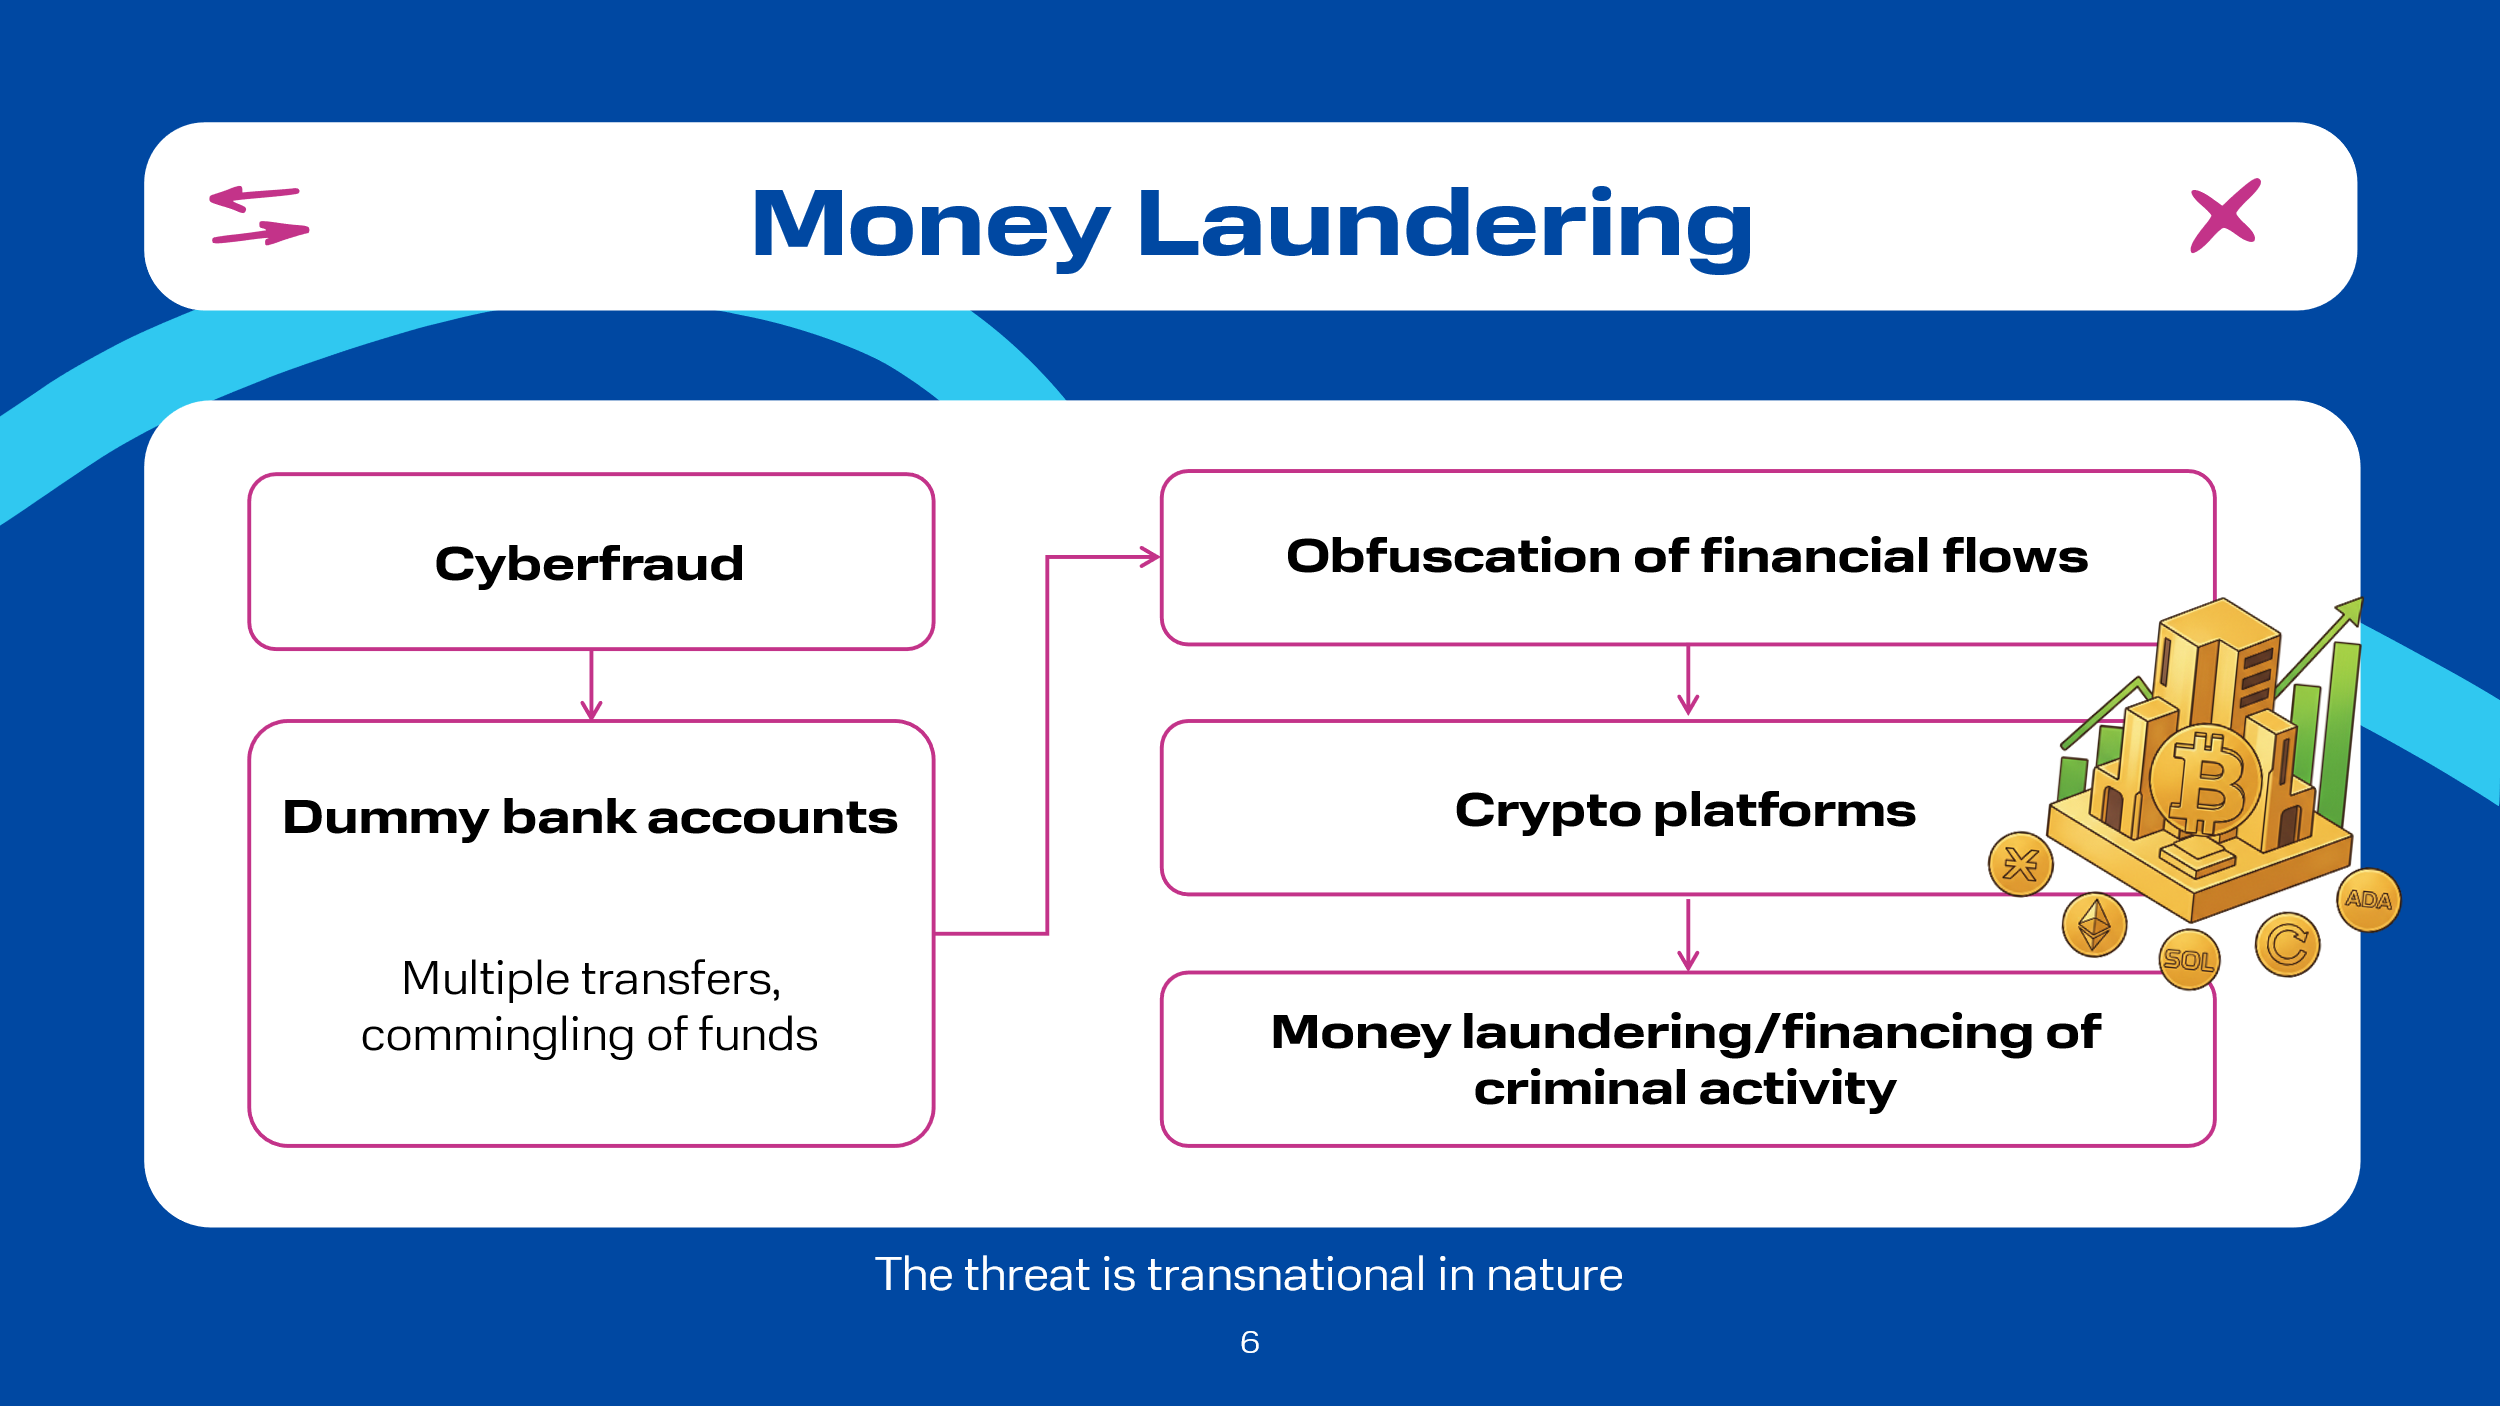 Money Laundering
Cyberfraud
Dummy bank accounts
Multiple transfers,
commingling of funds
Obfuscation of financial flows
Crypto platforms
Money laundering/financing of
criminal activity
ADA
SOL
The threat is transnational in nature
6